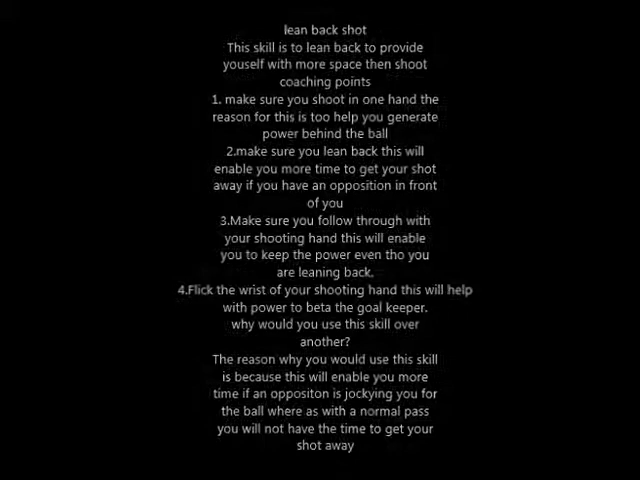 lean back shot
This skill is to lean back to provide
youself with more space then shoot
coaching points
1. make sure you shoot in one hand the
reason for this is too help you generate
power behind the ball
2.make sure you lean back this will
enable you more time to get your shot
away if you have an opposition in front
of you
3.Make sure you follow through with
your shooting hand this will enable
you to keep the power even tho you
are leaning back.
4.Flick the wrist of your shooting hand this will help
with power to beta the goal keeper.
why would you use this skill over
another?
The reason why you would use this skill
is because this will enable you more
time if an oppositon is jockying you for
the ball where as with a normal pass
you will not have the time to get your
shot away